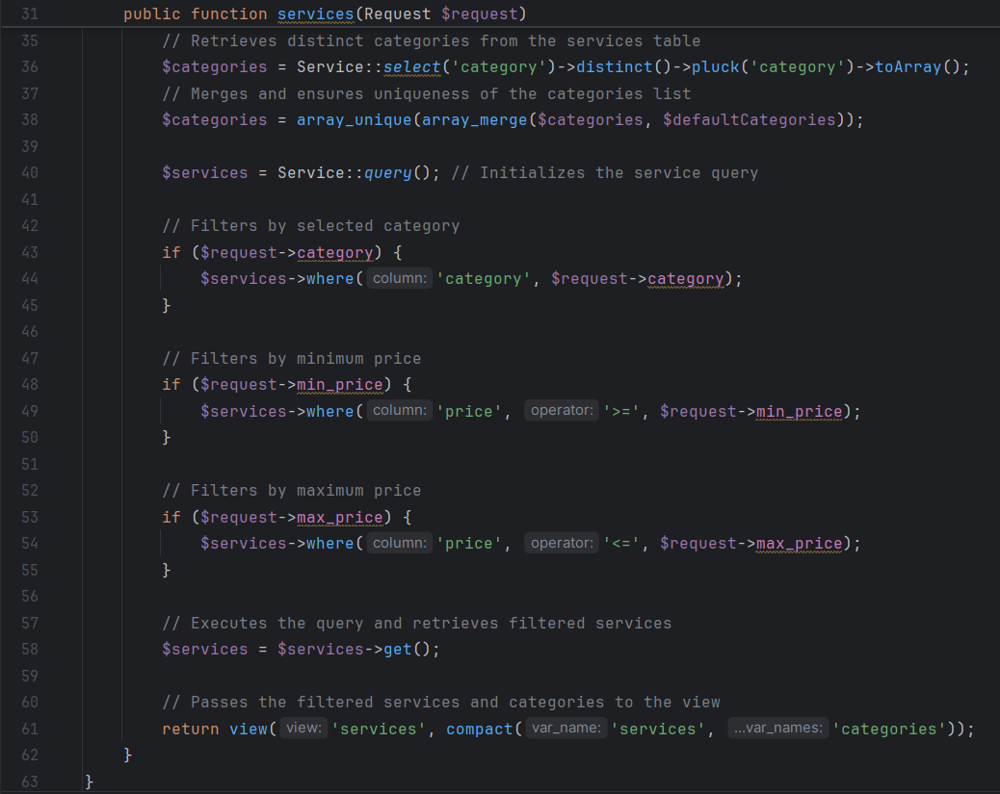 31 public function services(Request $request)
35 // Retrieves distinct categories from the services table
36 $categories = Service::select('category')->distinct()->pluck('category')->toArray();
37 // Merges and ensures uniqueness of the categories list
38 $categories = array_unique(array_merge($categories, $defaultCategories));
39
40 $services = Service::query(); // Initializes the service query
41
42 // Filters by selected category
43 if ($request->category) {
44 $services->where( column: 'category', $request->category);
45 }
46
47 // Filters by minimum price
48 if ($request->min_price) {
49 $services->where( column: 'price', operator: '>=', $request->min_price);
50 }
51
52 // Filters by maximum price
53 if ($request->max_price) {
54 $services->where( column: 'price', operator: '<=', $request->max_price);
55 }
56
57 // Executes the query and retrieves filtered services
58 $services = $services->get();
59
60 // Passes the filtered services and categories to the view
61 return view( view: 'services', compact( var_name: 'services', ...var_names: 'categories'));
62 }
63 }